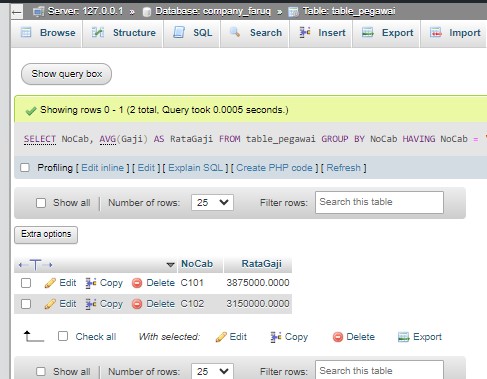 Server: 127.0.0.1 » Database: company_faruq » Table: table_pegawai
Browse Structure SQL Search Insert Export Import
Show query box
Showing rows 0 - 1 (2 total, Query took 0.0005 seconds.)
SELECT NoCab, AVG(Gaji) AS RataGaji FROM table_pegawai GROUP BY NoCab HAVING NoCab =
Profiling [ Edit inline ] [ Edit ] [ Explain SQL ] [ Create PHP code ] [ Refresh ]
Show all Number of rows: 25 Filter rows: Search this table
Extra options
←T→ NoCab RataGaji
Edit Copy Delete C101 3875000.0000
Edit Copy Delete C102 3150000.0000
Check all With selected: Edit Copy Delete Export
Show all Number of rows: 25 Filter rows: Search this table